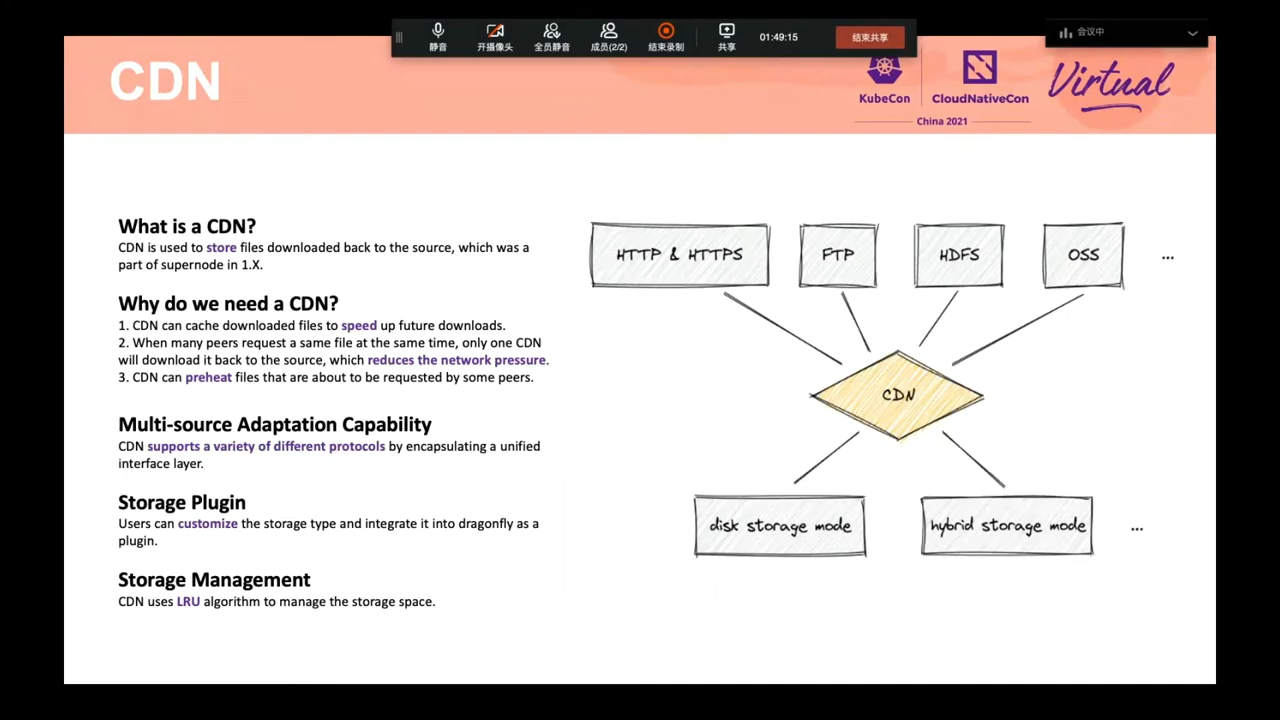 静音
开摄像头
全员静音
成员(2/2)
结束录制
共享
01:49:15
结束共享
会议中
CDN
KubeCon
CloudNativeCon
China 2021
Virtual
What is a CDN?
CDN is used to store files downloaded back to the source, which was a
part of supernode in 1.X.
Why do we need a CDN?
1. CDN can cache downloaded files to speed up future downloads.
2. When many peers request a same file at the same time, only one CDN
will download it back to the source, which reduces the network pressure.
3. CDN can preheat files that are about to be requested by some peers.
Multi-source Adaptation Capability
CDN supports a variety of different protocols by encapsulating a unified
interface layer.
Storage Plugin
Users can customize the storage type and integrate it into dragonfly as a
plugin.
Storage Management
CDN uses LRU algorithm to manage the storage space.
HTTP & HTTPS
FTP
HDFS
OSS
...
CDN
disk storage mode
hybrid storage mode
...